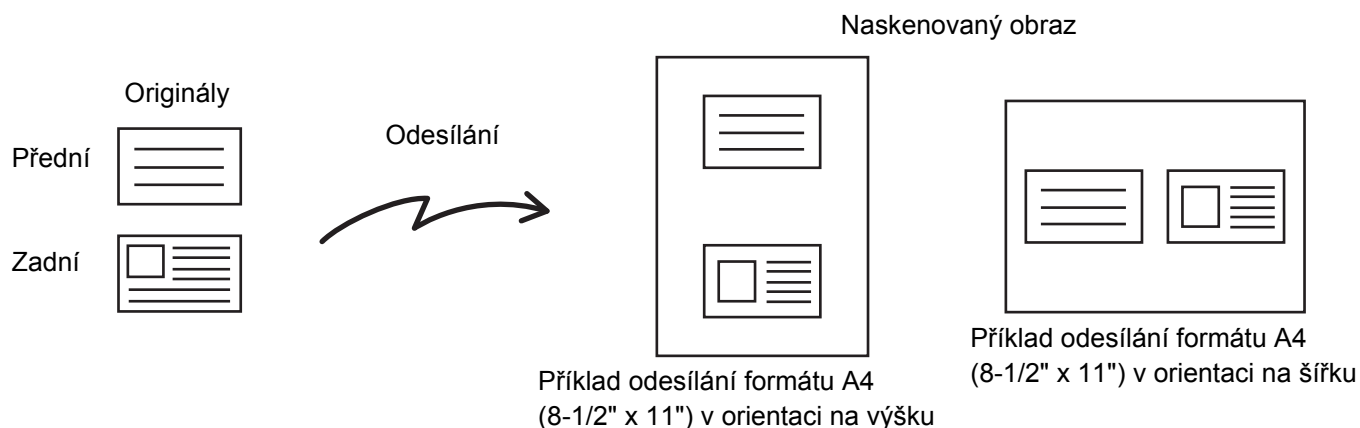 Naskenovaný obraz
Originály
Odesílání
Přední
Zadní
Příklad odesílání formátu A4
(8-1/2" x 11") v orientaci na výšku
Příklad odesílání formátu A4
(8-1/2" x 11") v orientaci na šířku